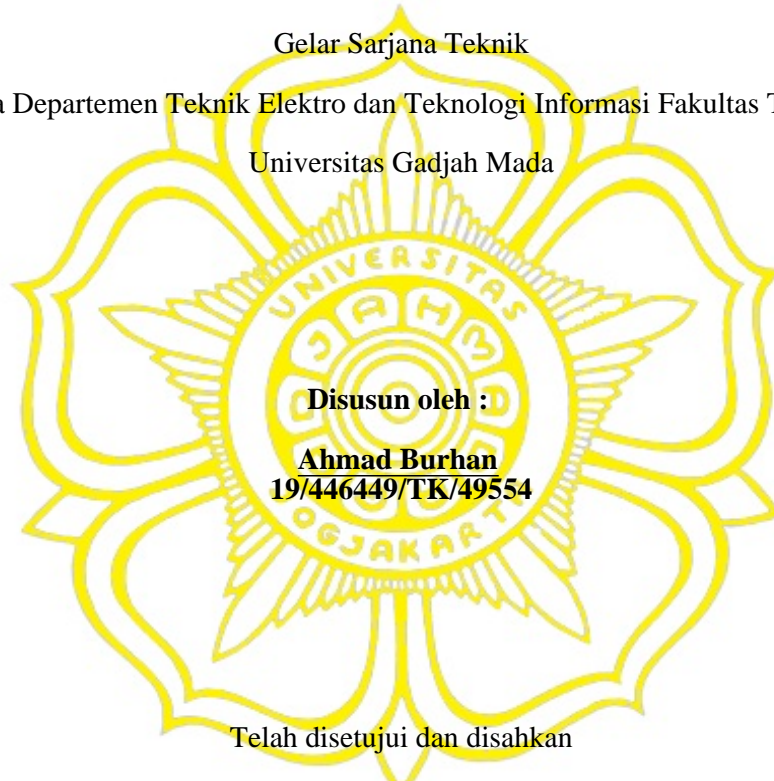 Gelar Sarjana Teknik
Departemen Teknik Elektro dan Teknologi Informasi Fakultas
Universitas Gadjah Mada
UNIVERSITAS
Disusun oleh :
Ahmad Burhan
19/446449/TK/49554
Telah disetujui dan disahkan